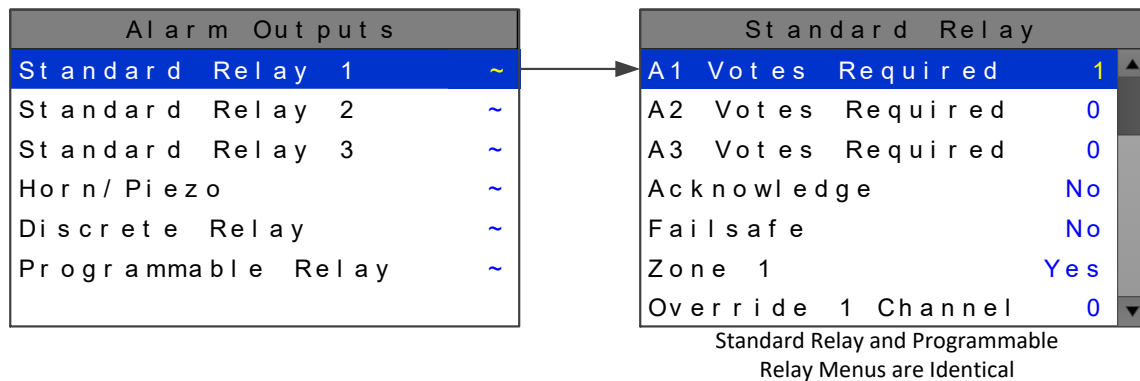 Alarm Outputs
Standard Relay 1 ~
Standard Relay 2 ~
Standard Relay 3 ~
Horn/Piezo ~
Discrete Relay ~
Programmable Relay ~
Standard Relay
A1 Votes Required 1
A2 Votes Required 0
A3 Votes Required 0
Acknowledge No
Failsafe No
Zone 1 Yes
Override 1 Channel 0
Standard Relay and Programmable
Relay Menus are Identical